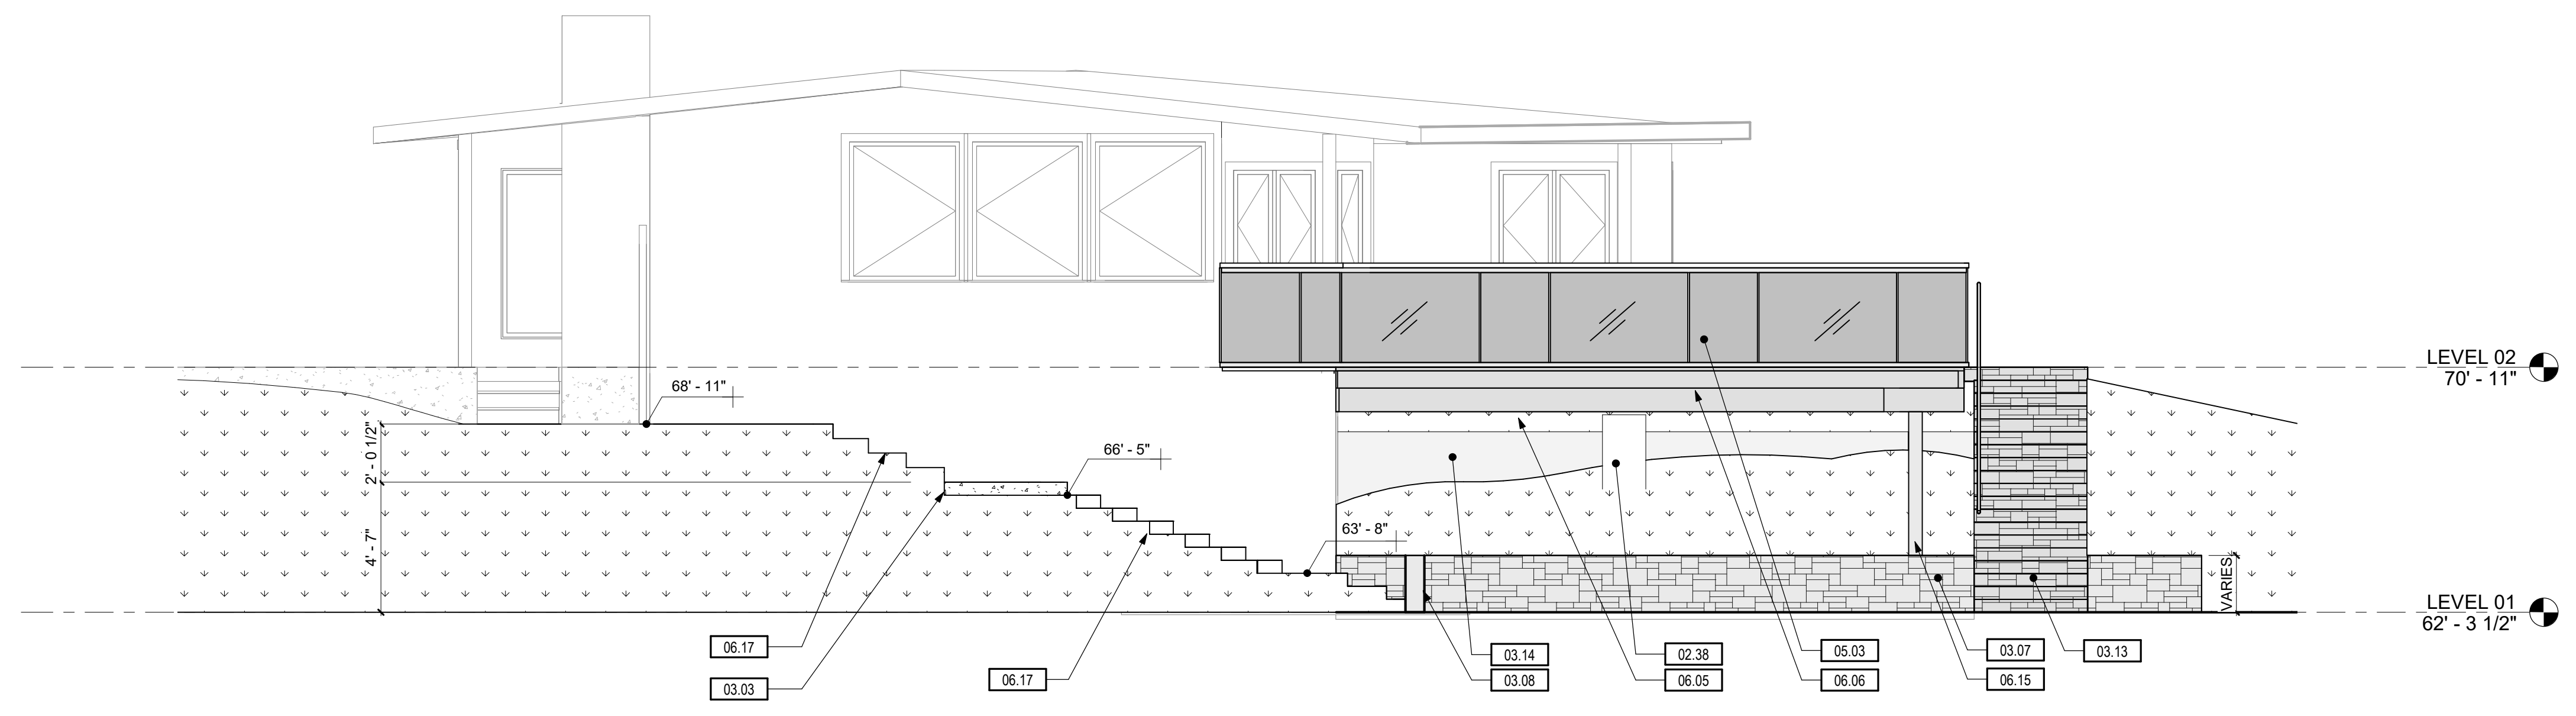 LEVEL 02
70' - 11"
68' - 11"
2' - 0 1/2"
66' - 5"
4' - 7"
63' - 8"
VARIES
LEVEL 01
62' - 3 1/2"
06.17
03.14
02.38
05.03
03.07
03.13
03.03
06.17
03.08
06.05
06.06
06.15